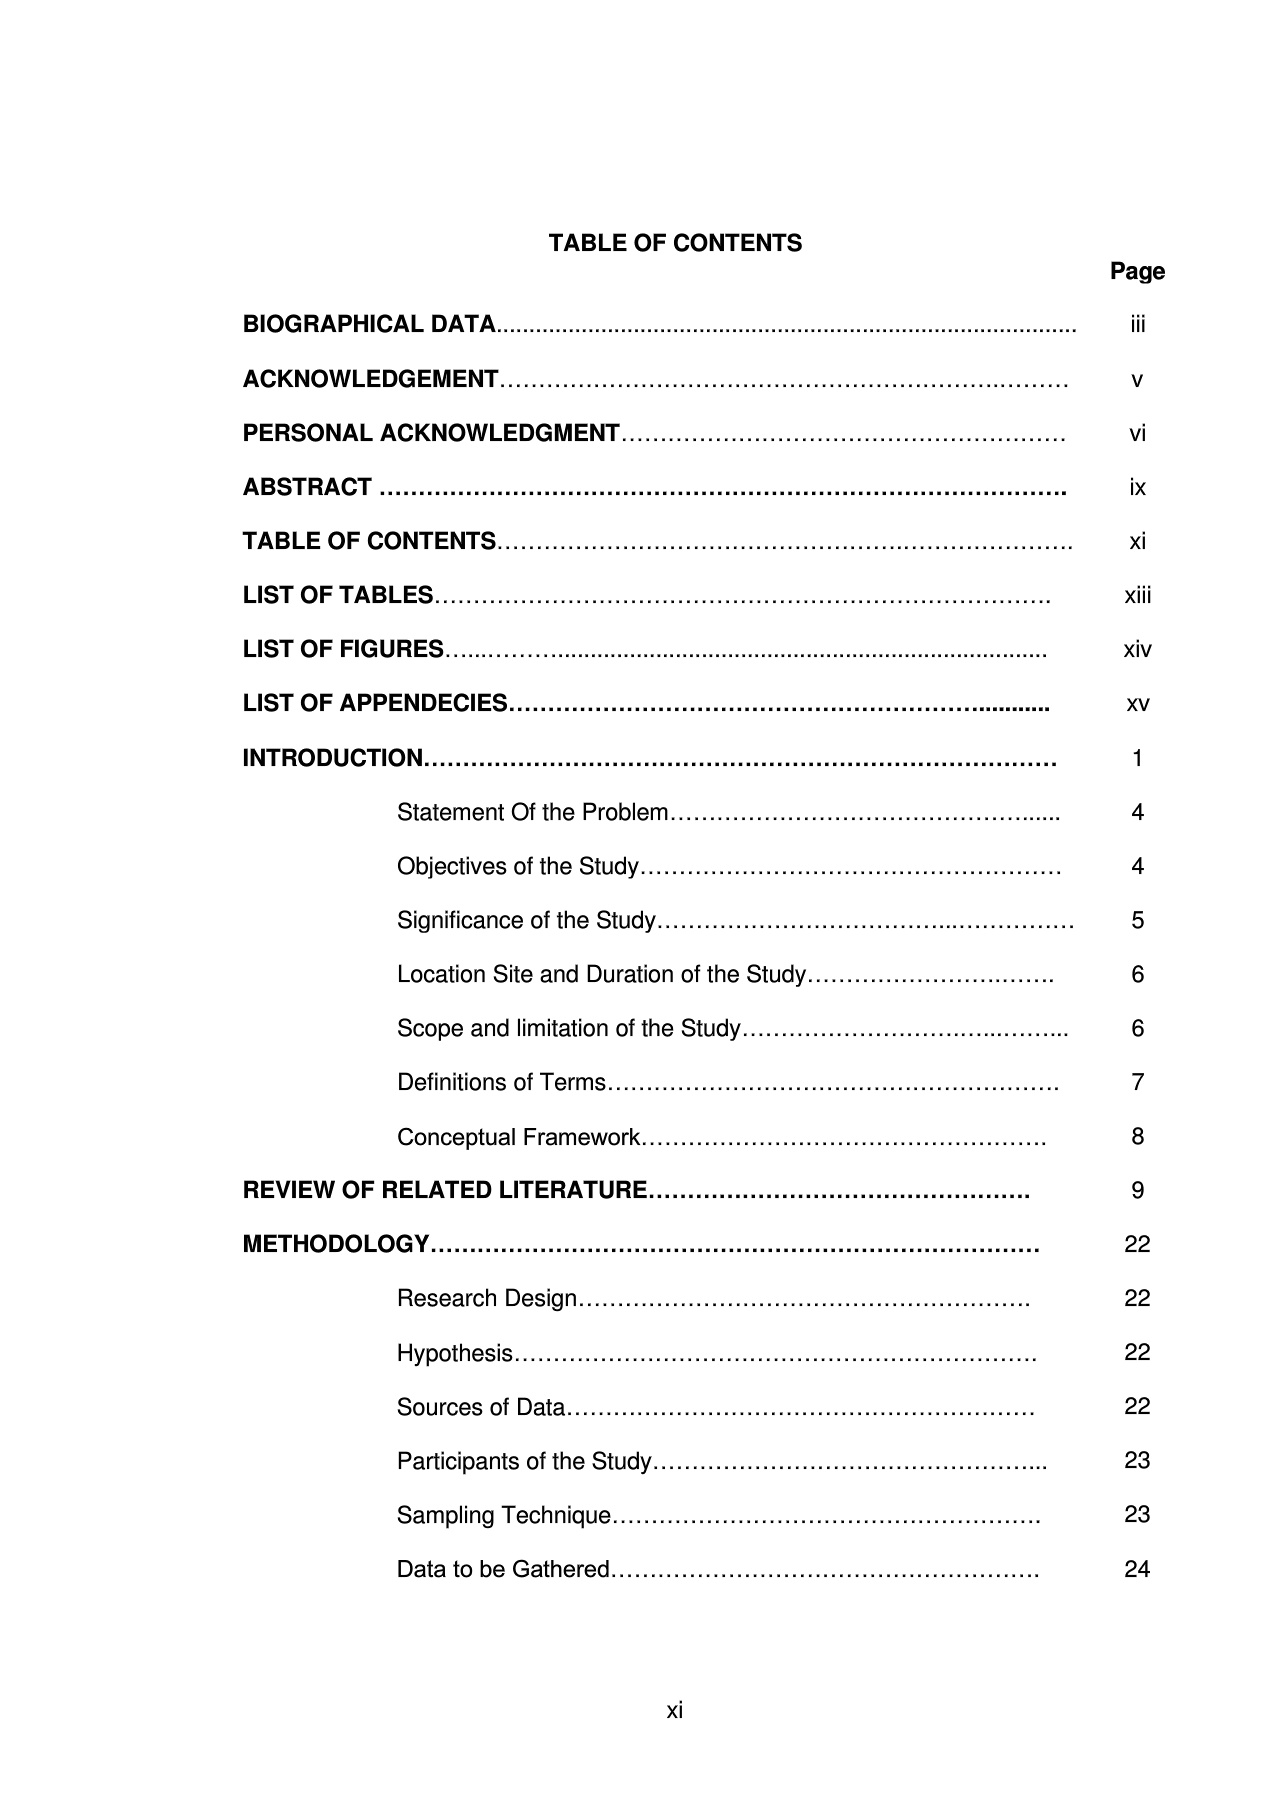 TABLE OF CONTENTS
Page
BIOGRAPHICAL DATA......................................................................................... iii
ACKNOWLEDGEMENT……………………………………………………….……… v
PERSONAL ACKNOWLEDGMENT………………………………………………… vi
ABSTRACT …………………………………………………………………………….. ix
TABLE OF CONTENTS…………………………………………….…………………. xi
LIST OF TABLES……………………………………………………………………. xiii
LIST OF FIGURES…...………........................................................................... xiv
LIST OF APPENDECIES……………………………………………………........... xv
INTRODUCTION……………………………………………………………………… 1
Statement Of the Problem………………………………………...... 4
Objectives of the Study……………………………………………… 4
Significance of the Study………………………………...…………… 5
Location Site and Duration of the Study…………………….……. 6
Scope and limitation of the Study……………………….…...……... 6
Definitions of Terms…………………………………………………. 7
Conceptual Framework……………………………………………. 8
REVIEW OF RELATED LITERATURE…………………………………………. 9
METHODOLOGY…………………………………………………………………… 22
Research Design…………………………………………………. 22
Hypothesis…………………………………………………………. 22
Sources of Data…………………………………………………… 22
Participants of the Study…………………………………………... 23
Sampling Technique………………………………………………. 23
Data to be Gathered………………………………………………. 24
xi